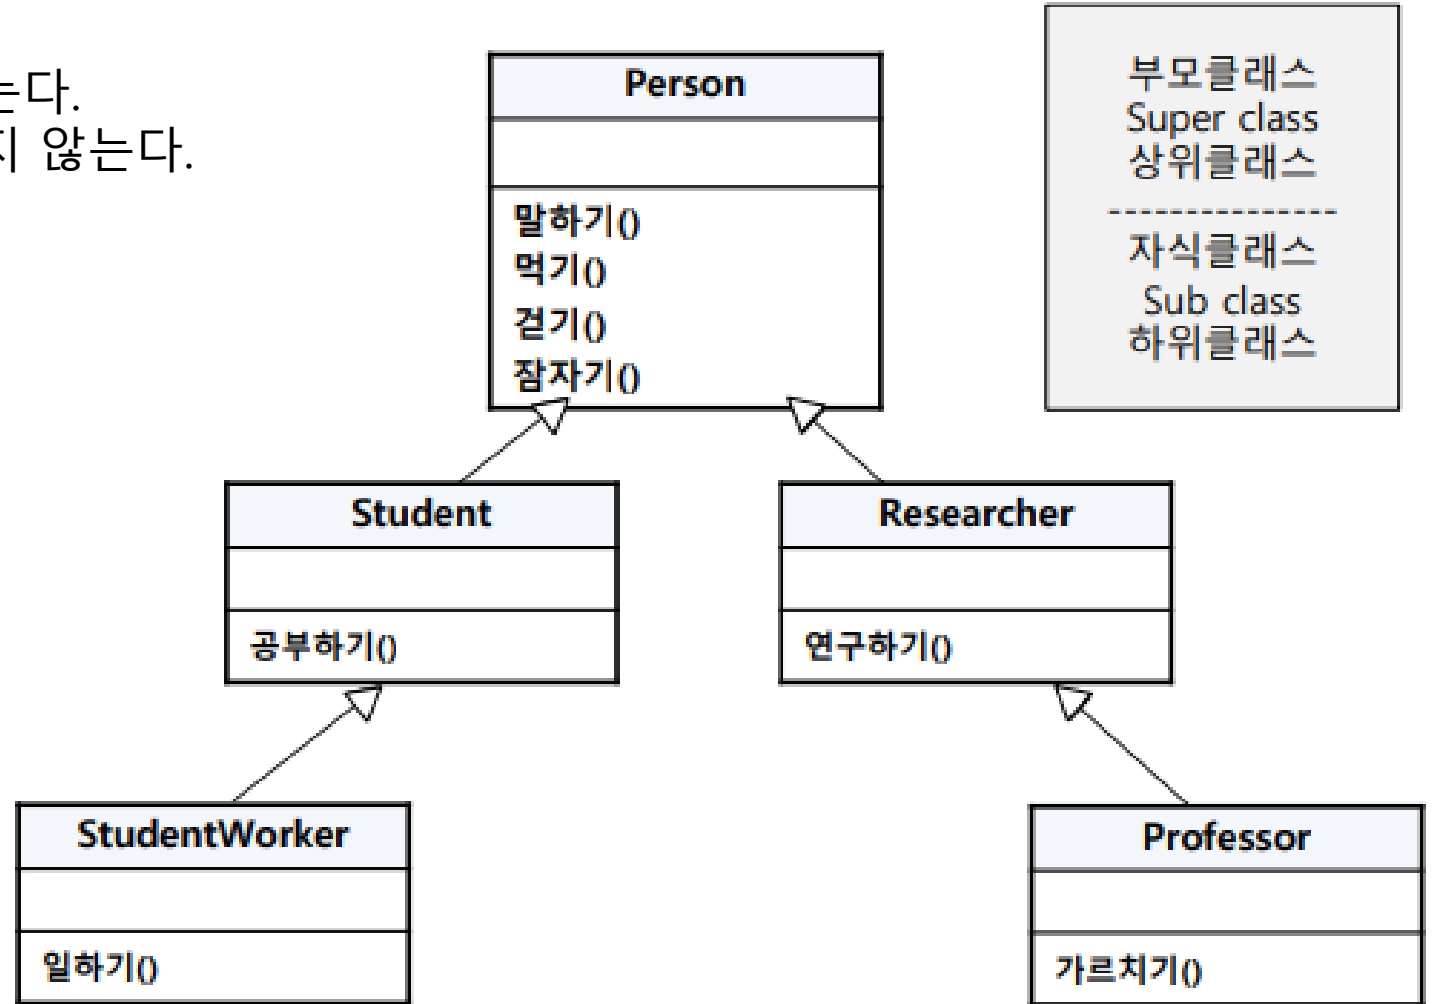 는다.
지 않는다.
Person
말하기()
먹기()
걷기()
잠자기()
부모클래스
Super class
상위클래스
---------------
자식클래스
Sub class
하위클래스
Student
공부하기()
Researcher
연구하기()
StudentWorker
일하기()
Professor
가르치기()